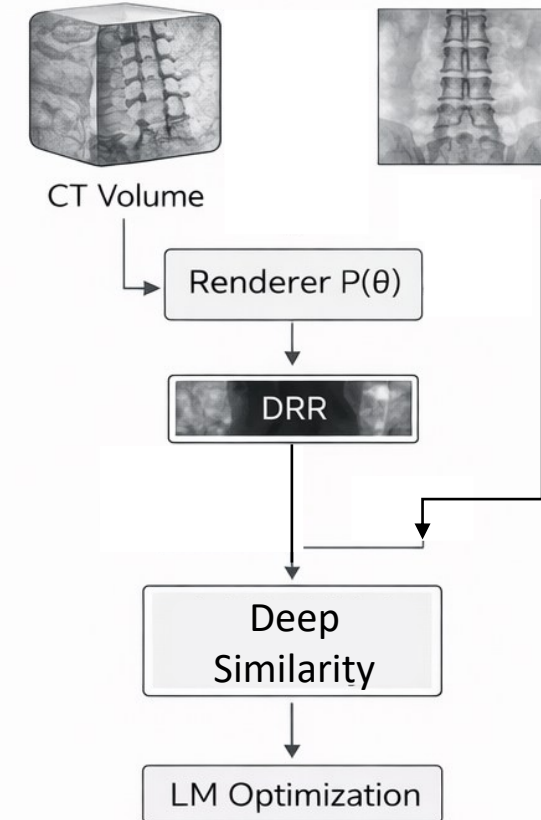 CT Volume
Renderer P(θ)
DRR
Deep
Similarity
LM Optimization